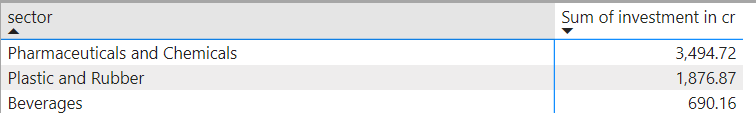 sector Sum of investment in cr
Pharmaceuticals and Chemicals 3,494.72
Plastic and Rubber 1,876.87
Beverages 690.16